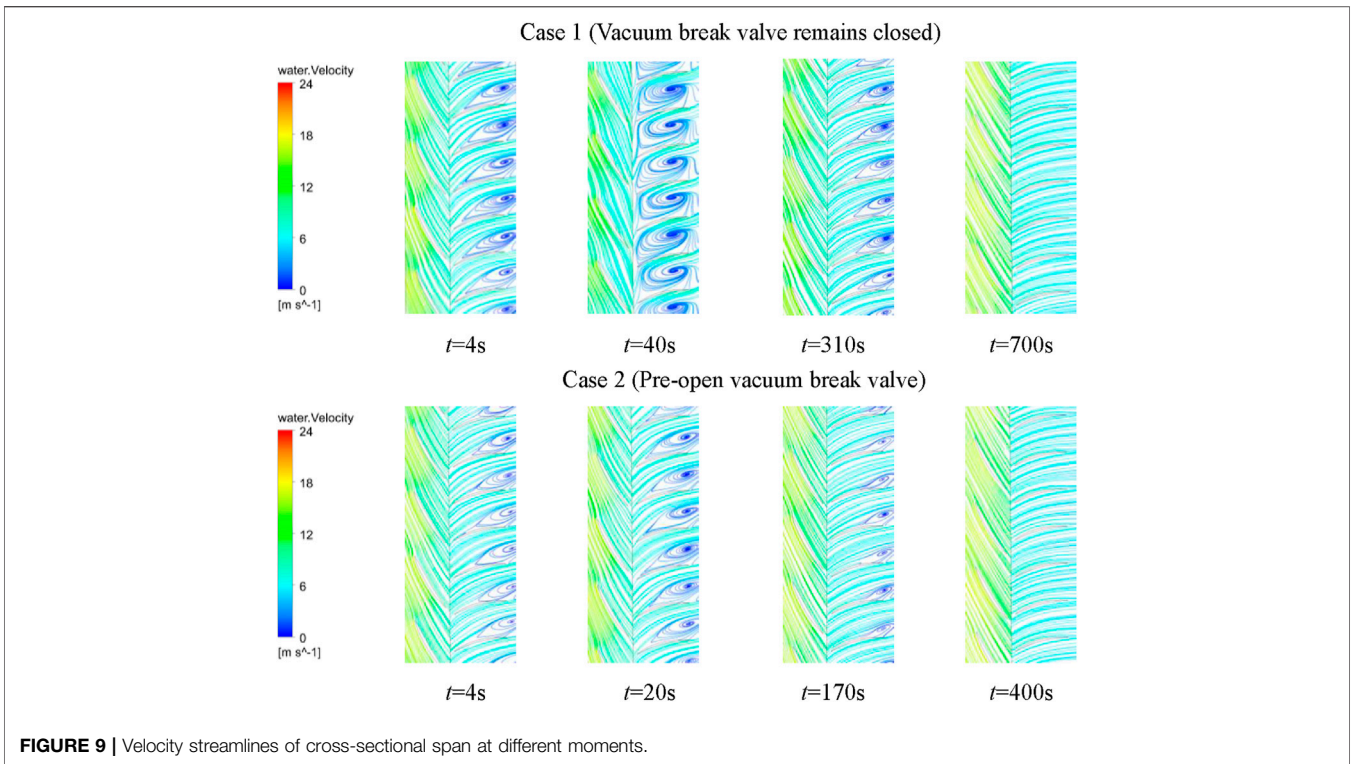 Case 1 (Vacuum break valve remains closed)
water.Velocity
24
18
12
6
0
[m s^-1]
t=4s
t=40s
t=310s
t=700s
Case 2 (Pre-open vacuum break valve)
water.Velocity
24
18
12
6
0
[m s^-1]
t=4s
t=20s
t=170s
t=400s
FIGURE 9 | Velocity streamlines of cross-sectional span at different moments.